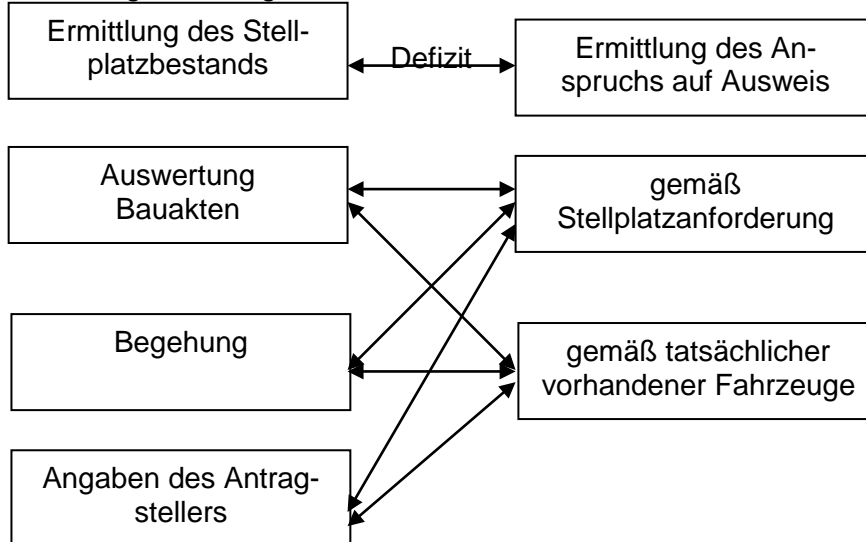 Ermittlung des Stell-
platzbestands
Defizit
Ermittlung des An-
spruchs auf Ausweis
Auswertung
Bauakten
gemäß
Stellplatzanforderung
Begehung
gemäß tatsächlicher
vorhandener Fahrzeuge
Angaben des Antrag-
stellers